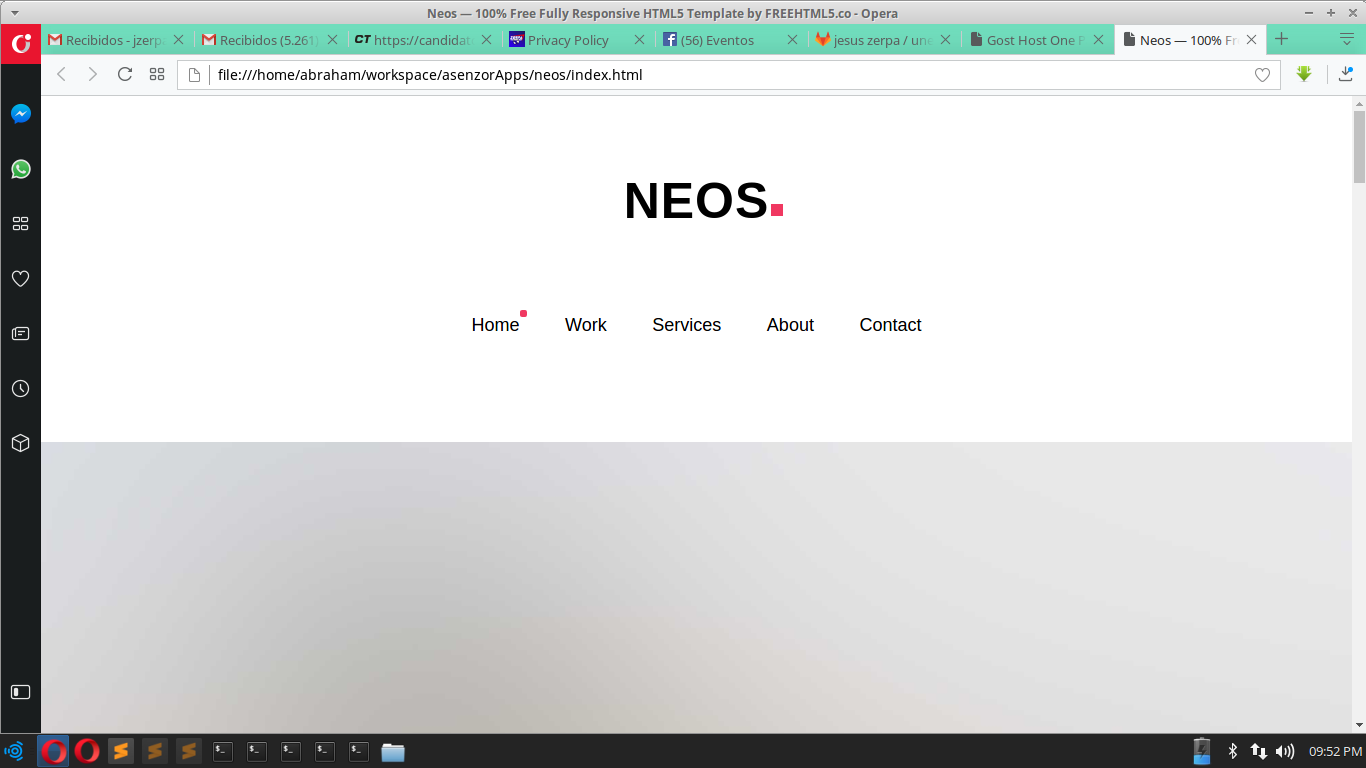 Neos — 100% Free Fully Responsive HTML5 Template by FREEHTML5.co - Opera
Recibidos - jzerpa
Recibidos (5.261)
CT https://candidat
Privacy Policy
(56) Eventos
jesus zerpa / une
Gost Host One P
Neos — 100% Fr
file:///home/abraham/workspace/asenzorApps/neos/index.html
NEOS.
Home Work Services About Contact
09:52 PM